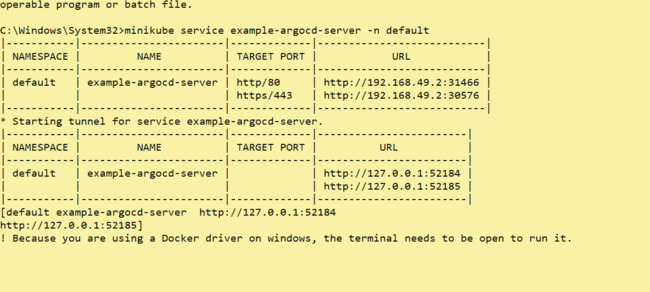 operable program or batch file.
C:\Windows\System32>minikube service example-argocd-server -n default
|-----------|-----------------------|-------------|---------------------------|
| NAMESPACE |         NAME          | TARGET PORT |            URL            |
|-----------|-----------------------|-------------|---------------------------|
| default   | example-argocd-server | http/80     | http://192.168.49.2:31466 |
|           |                       | https/443   | http://192.168.49.2:30576 |
|-----------|-----------------------|-------------|---------------------------|
* Starting tunnel for service example-argocd-server.
|-----------|-----------------------|-------------|------------------------|
| NAMESPACE |         NAME          | TARGET PORT |          URL           |
|-----------|-----------------------|-------------|------------------------|
| default   | example-argocd-server |             | http://127.0.0.1:52184 |
|           |                       |             | http://127.0.0.1:52185 |
|-----------|-----------------------|-------------|------------------------|
[default example-argocd-server  http://127.0.0.1:52184
http://127.0.0.1:52185]
! Because you are using a Docker driver on windows, the terminal needs to be open to run it.